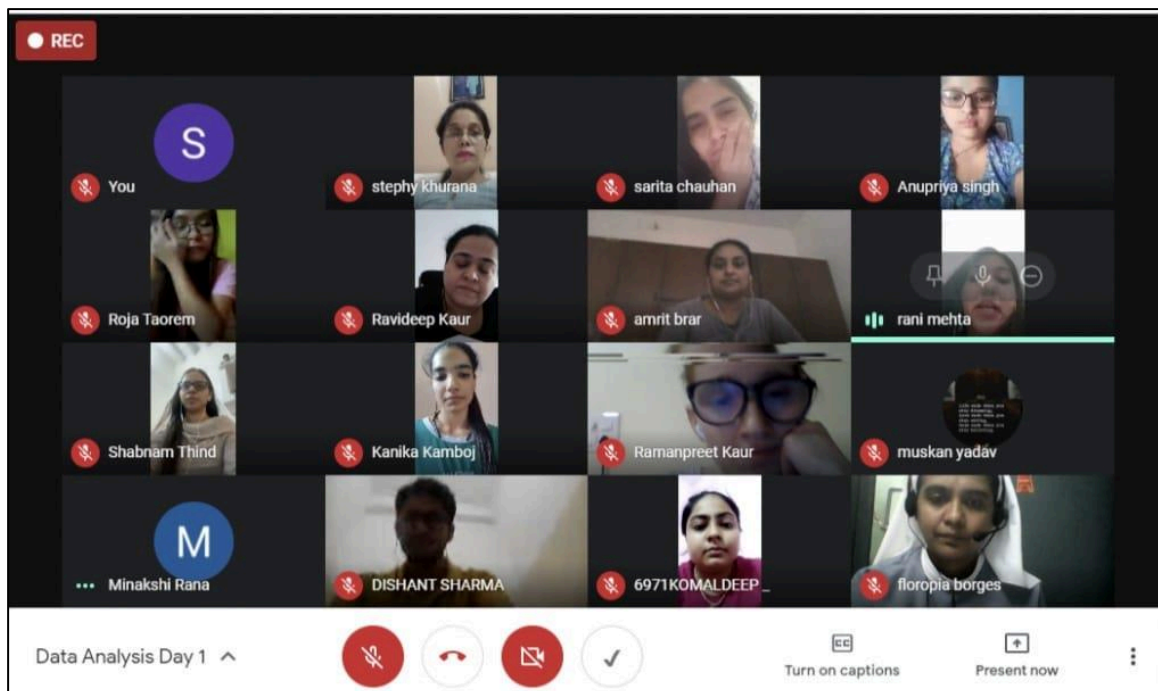 REC
S
You
stephy khurana
sarita chauhan
Anupriya singh
Roja Taorem
Ravideep Kaur
amrit brar
rani mehta
Shabnam Thind
Kanika Kamboj
Ramanpreet Kaur
muskan yadav
M
Minakshi Rana
DISHANT SHARMA
6971KOMALDEEP _
floropia borges
Data Analysis Day 1
CC
Turn on captions
Present now